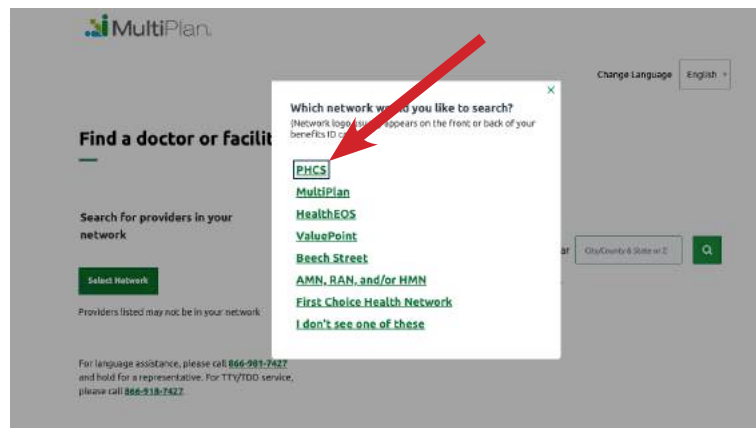 MultiPlan.
Change Language English
Which network would you like to search?
(Network logo usually appears on the front or back of your
benefits ID
Find a doctor or facilit
PHCS
MultiPlan
HealthEOS
ValuePoint
Beech Street
AMN, RAN, and/or HMN
First Choice Health Network
I don't see one of these
Search for providers in your
network
City/County & State or Z
Select Network
Providers listed may not be in your network
For language assistance, please call 866-981-7427
and hold for a representative. For TTY/TDD service,
please call 866-918-7427.